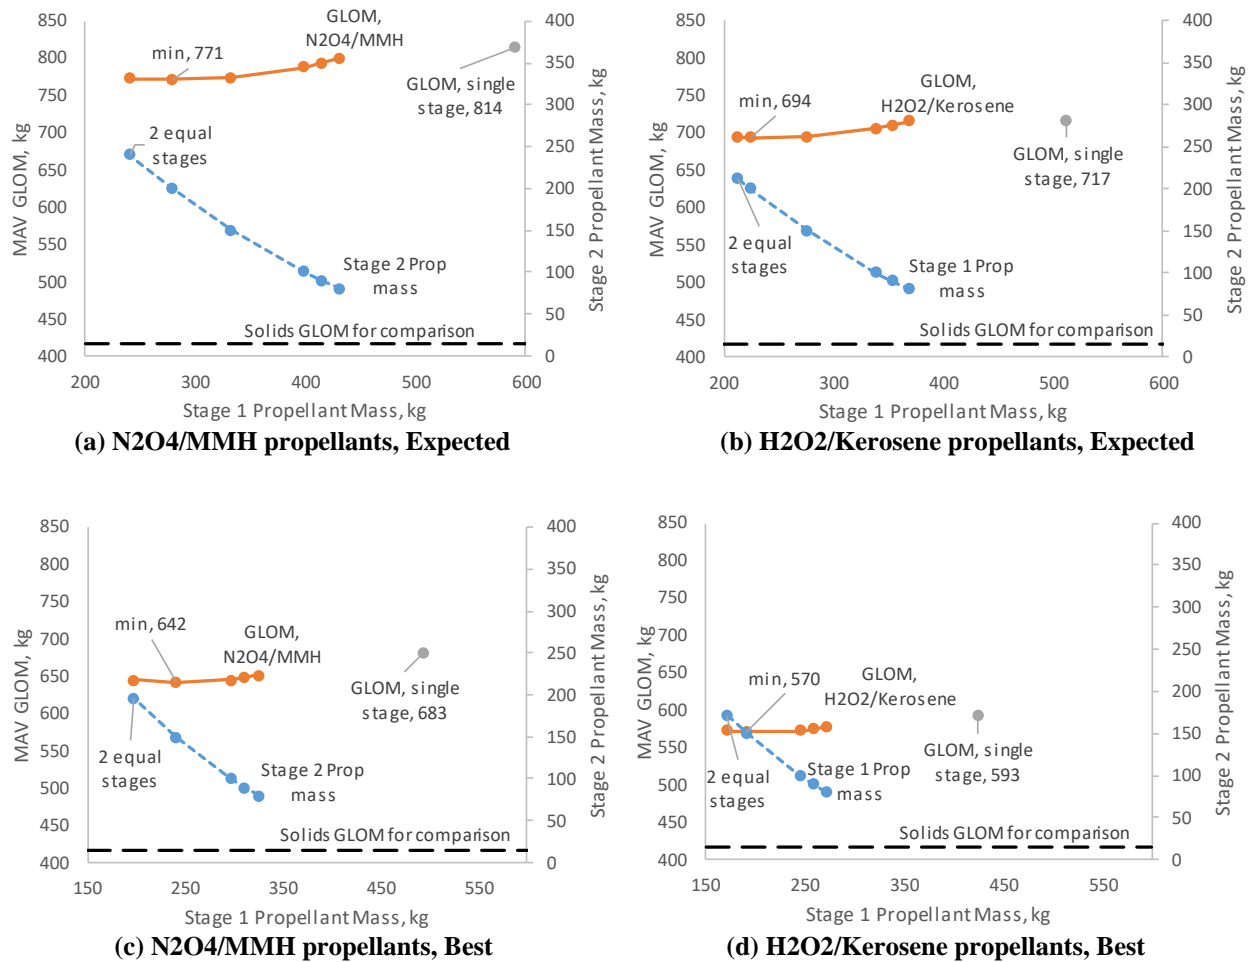 850
800
750
700
650
600
550
500
450
400
MAV GLOM, kg
400
350
300
250
200
150
100
50
0
Stage 2 Propellant Mass, kg
GLOM,
N2O4/MMH
min, 771
GLOM, single
stage, 814
2 equal
stages
Stage 2 Prop
mass
Solids GLOM for comparison
200
300
400
500
600
Stage 1 Propellant Mass, kg
(a) N2O4/MMH propellants, Expected
850
800
750
700
650
600
550
500
450
400
MAV GLOM, kg
400
350
300
250
200
150
100
50
0
Stage 2 Propellant Mass, kg
GLOM,
H2O2/Kerosene
min, 694
GLOM, single
stage, 717
2 equal
stages
Stage 1 Prop
mass
Solids GLOM for comparison
200
300
400
500
600
Stage 1 Propellant Mass, kg
(b) H2O2/Kerosene propellants, Expected
850
800
750
700
650
600
550
500
450
400
MAV GLOM, kg
400
350
300
250
200
150
100
50
0
Stage 2 Propellant Mass, kg
min, 642
GLOM,
N2O4/MMH
GLOM, single
stage, 683
2 equal
stages
Stage 2 Prop
mass
Solids GLOM for comparison
150
250
350
450
550
Stage 1 Propellant Mass, kg
(c) N2O4/MMH propellants, Best
850
800
750
700
650
600
550
500
450
400
MAV GLOM, kg
400
350
300
250
200
150
100
50
0
Stage 2 Propellant Mass, kg
min, 570
GLOM,
H2O2/Kerosene
GLOM, single
stage, 593
2 equal
stages
Stage 1 Prop
mass
Solids GLOM for comparison
150
250
350
450
550
Stage 1 Propellant Mass, kg
(d) H2O2/Kerosene propellants, Best